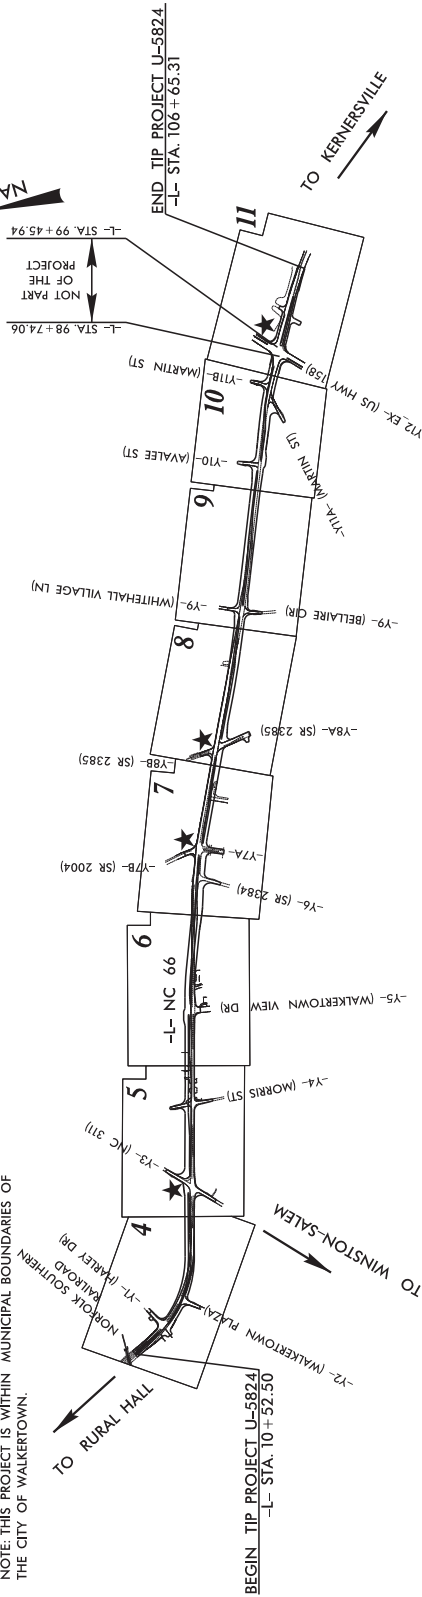 NOTE: THIS PROJECT IS WITHIN MUNICIPAL BOUNDARIES OF
THE CITY OF WALKERTOWN.
TO RURAL HALL
BEGIN TIP PROJECT U-5824
-L- STA. 10+52.50
NORFOLK SOUTHERN
RAILROAD
-Y1- (HARLEY DR)
-Y2- (WALKERTOWN PLAZA)
4
TO WINSTON-SALEM
-Y3- (NC 311)
5
-Y4- (MORRIS ST)
6
-L- NC 66
-Y5- (WALKERTOWN VIEW DR)
-Y6- (SR 2384)
-Y7A-
-Y7B- (SR 2004)
7
-Y8B- (SR 2385)
-Y8A- (SR 2385)
8
-Y9- (WHITEHALL VILLAGE LN)
-Y9- (BELLAIRE CIR)
9
-Y10- (AVALEE ST)
10
-Y11A- (MARTIN ST)
-Y11B- (MARTIN ST)
Y12_EX- (US HWY 158)
11
-L- STA. 98+74.06
NOT PART
OF THE
PROJECT
-L- STA. 99+45.94
NA
END TIP PROJECT U-5824
-L- STA. 106+65.31
TO KERNERSVILLE